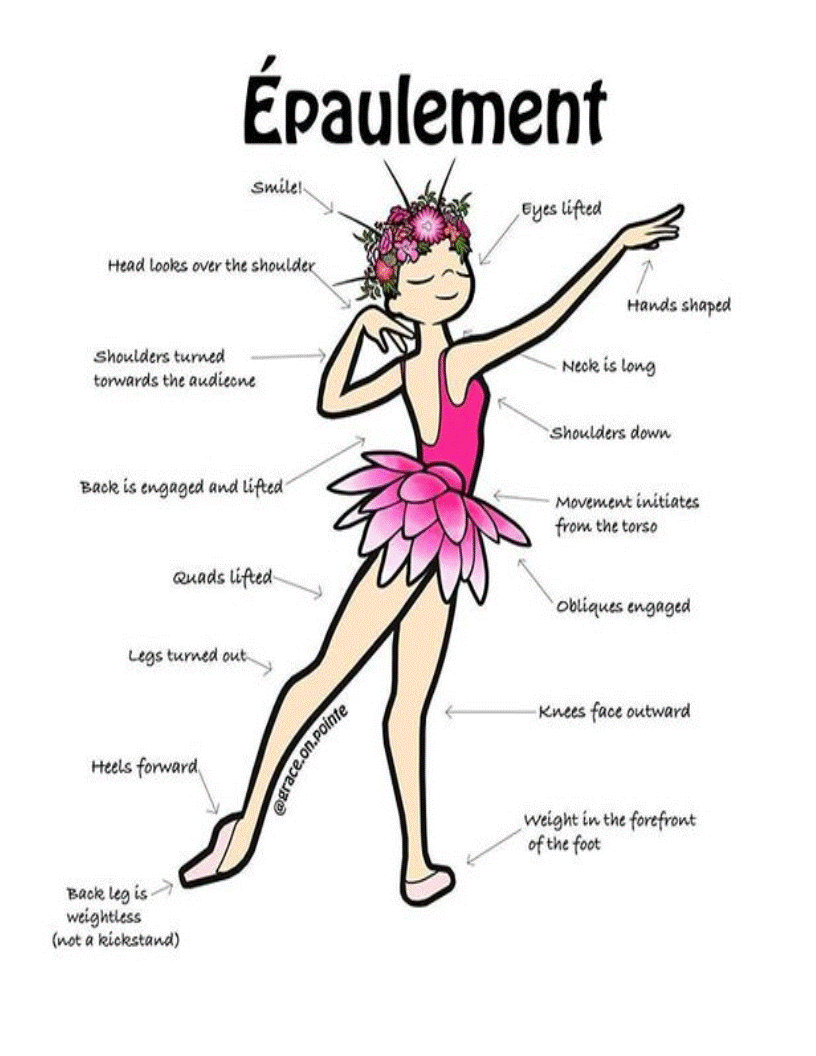 Épaulement
Smile!
Eyes lifted
Head looks over the shoulder
Hands shaped
Shoulders turned
torwards the audiecne
Neck is long
Shoulders down
Back is engaged and lifted
Movement initiates
from the torso
Quads lifted
Obliques engaged
Legs turned out
Knees face outward
@grace.on.pointe
Heels forward
Weight in the forefront
of the foot
Back leg is
weightless
(not a kickstand)